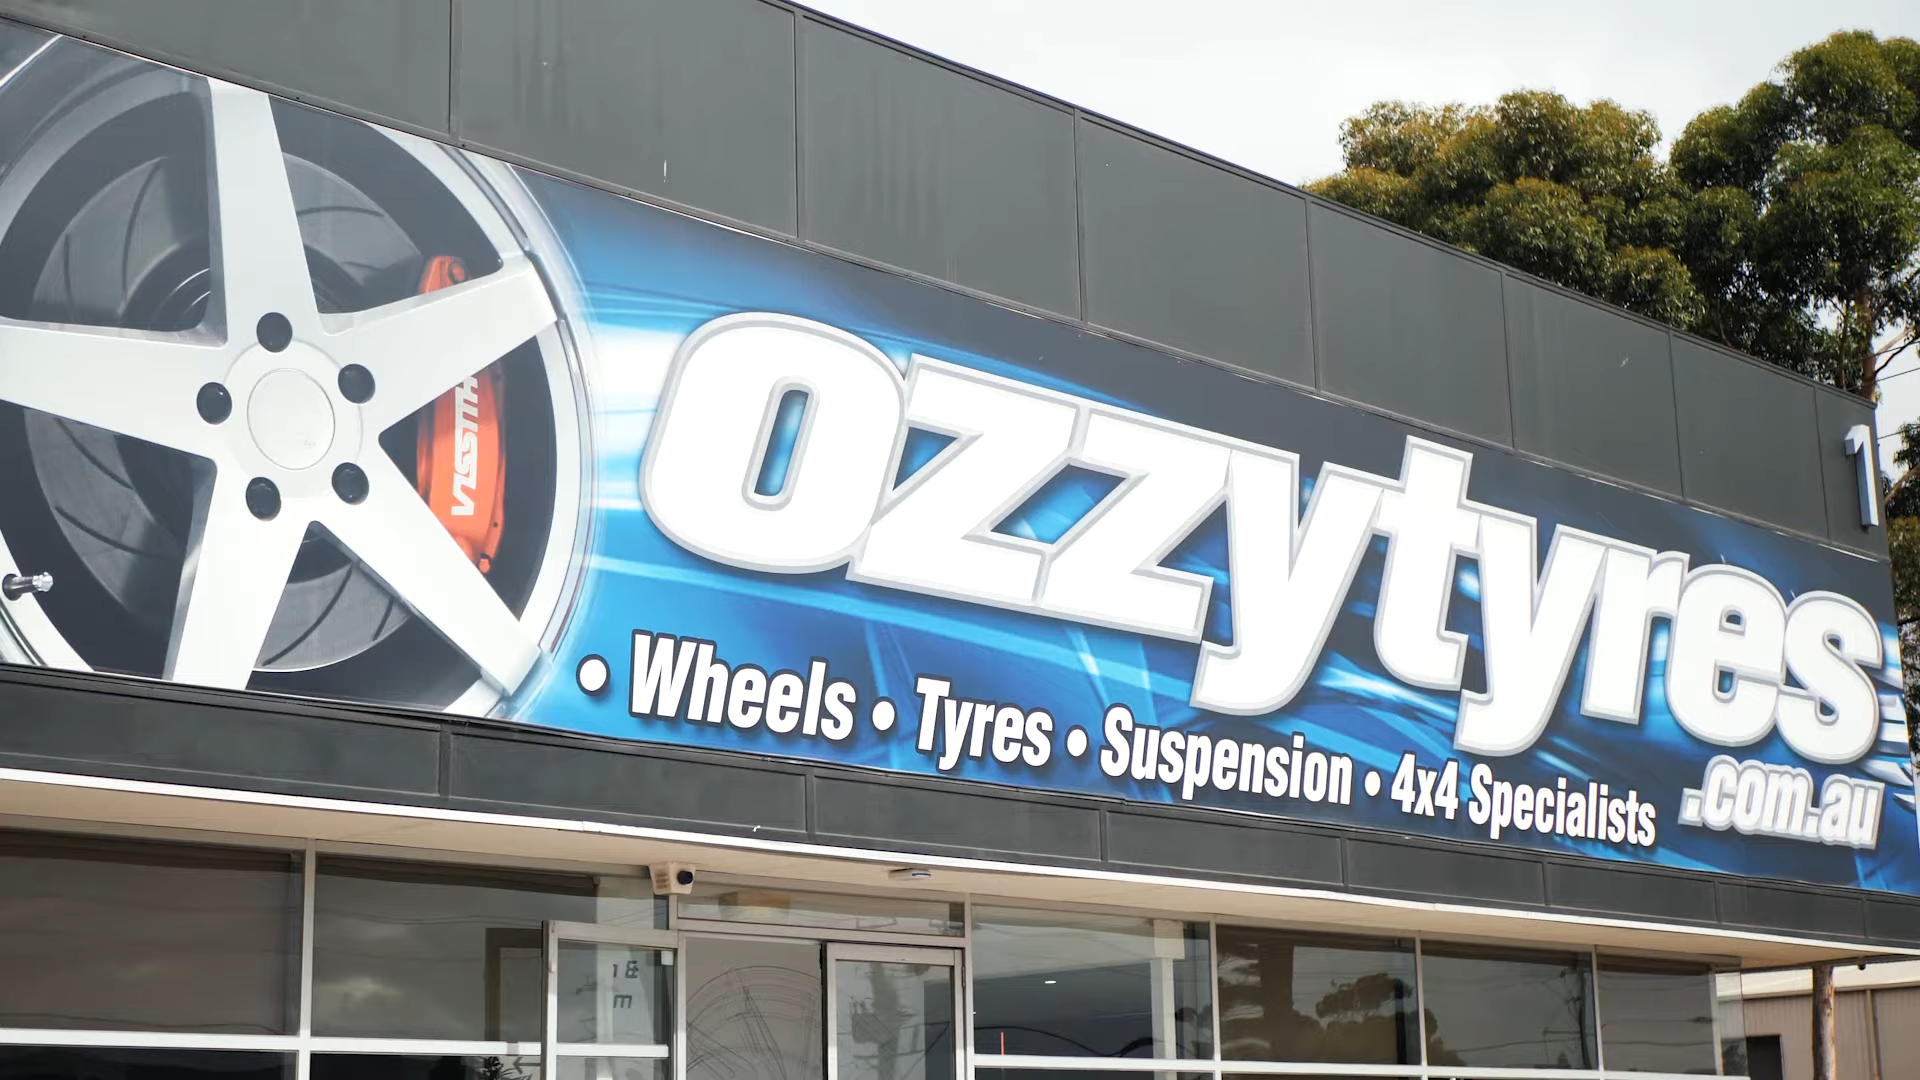 ozzytyres
.com.au
• Wheels • Tyres • Suspension • 4x4 Specialists
1